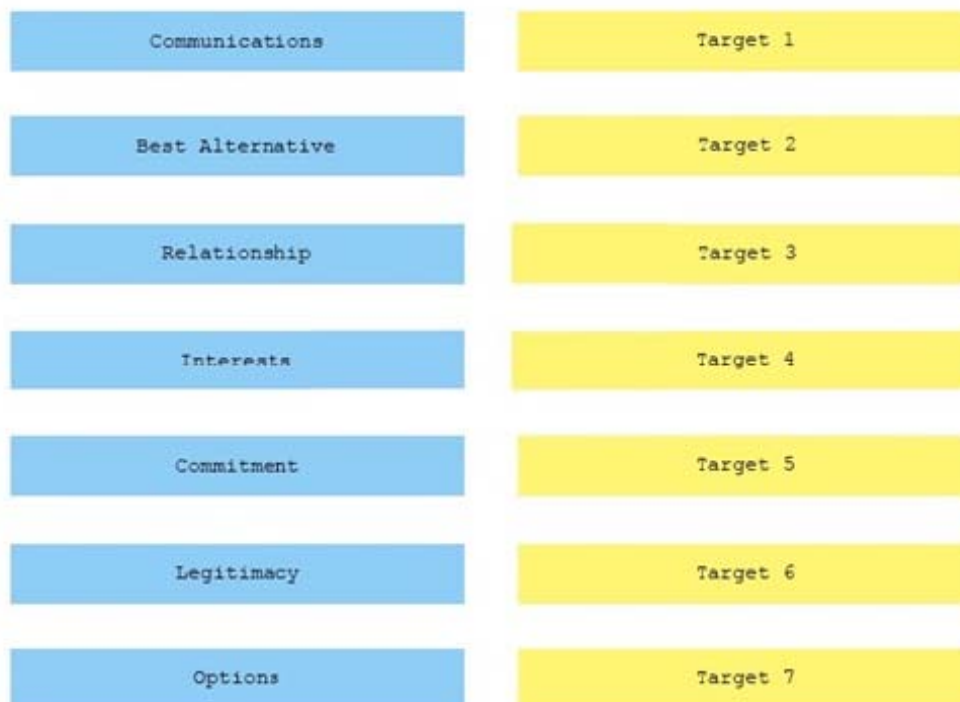 Communications
Target 1
Best Alternative
Target 2
Relationship
Target 3
Interests
Target 4
Commitment
Target 5
Legitimacy
Target 6
Options
Target 7